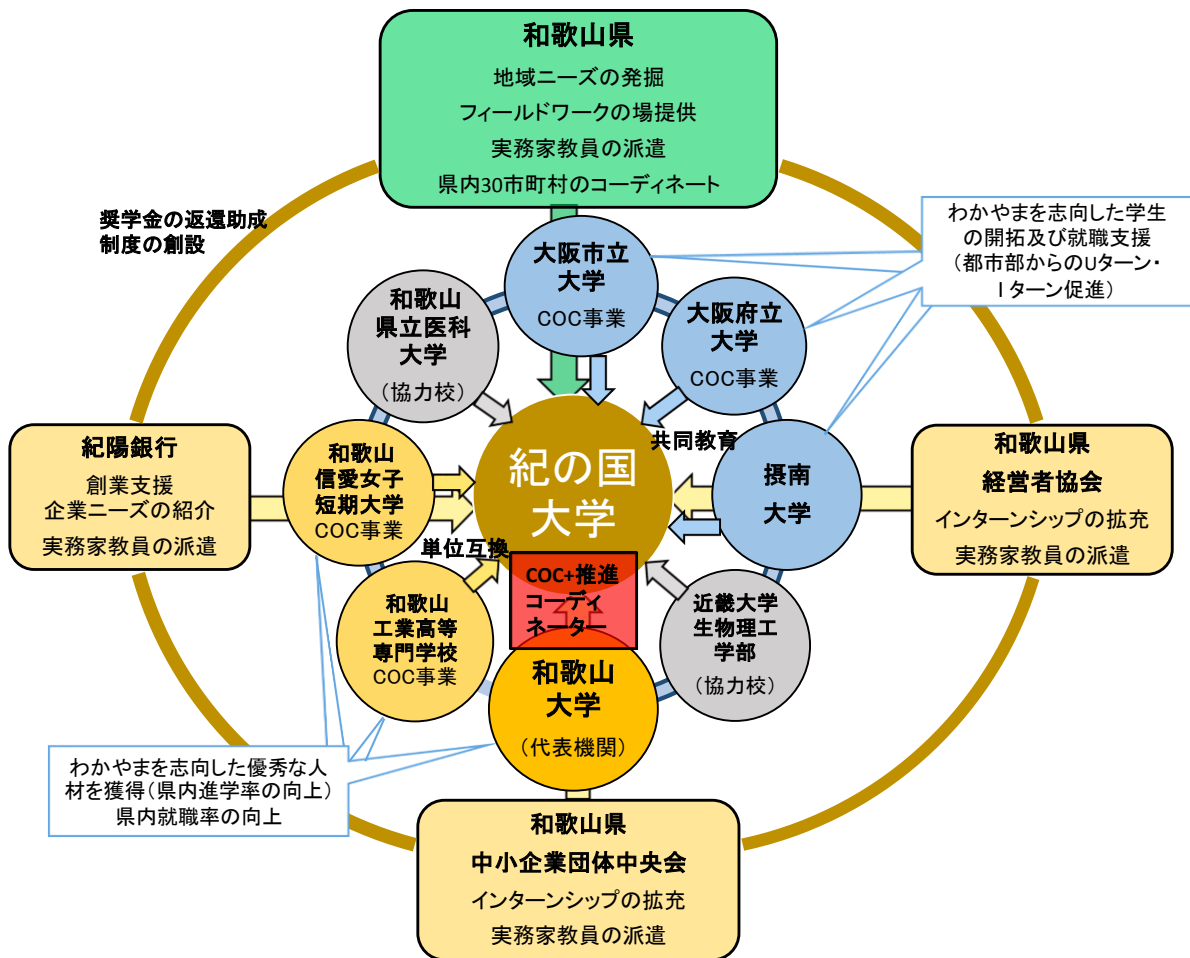 和歌山県
地域ニーズの発掘
フィールドワークの場提供
実務家教員の派遣
県内30市町村のコーディネート
奨学金の返還助成
制度の創設
わかやまを志向した学生
の開拓及び就職支援
(都市部からのUターン・
Iターン促進)
大阪市立
大学
COC事業
和歌山
県立医科
大学
(協力校)
大阪府立
大学
COC事業
共同教育
紀の国
大学
紀陽銀行
創業支援
企業ニーズの紹介
実務家教員の派遣
和歌山
信愛女子
短期大学
COC事業
摂南
大学
和歌山県
経営者協会
インターンシップの拡充
実務家教員の派遣
単位互換
COC+推進
コーディ
ネーター
和歌山
工業高等
専門学校
COC事業
近畿大学
生物理工
学部
(協力校)
和歌山
大学
(代表機関)
わかやまを志向した優秀な人
材を獲得(県内進学率の向上)
県内就職率の向上
和歌山県
中小企業団体中央会
インターンシップの拡充
実務家教員の派遣